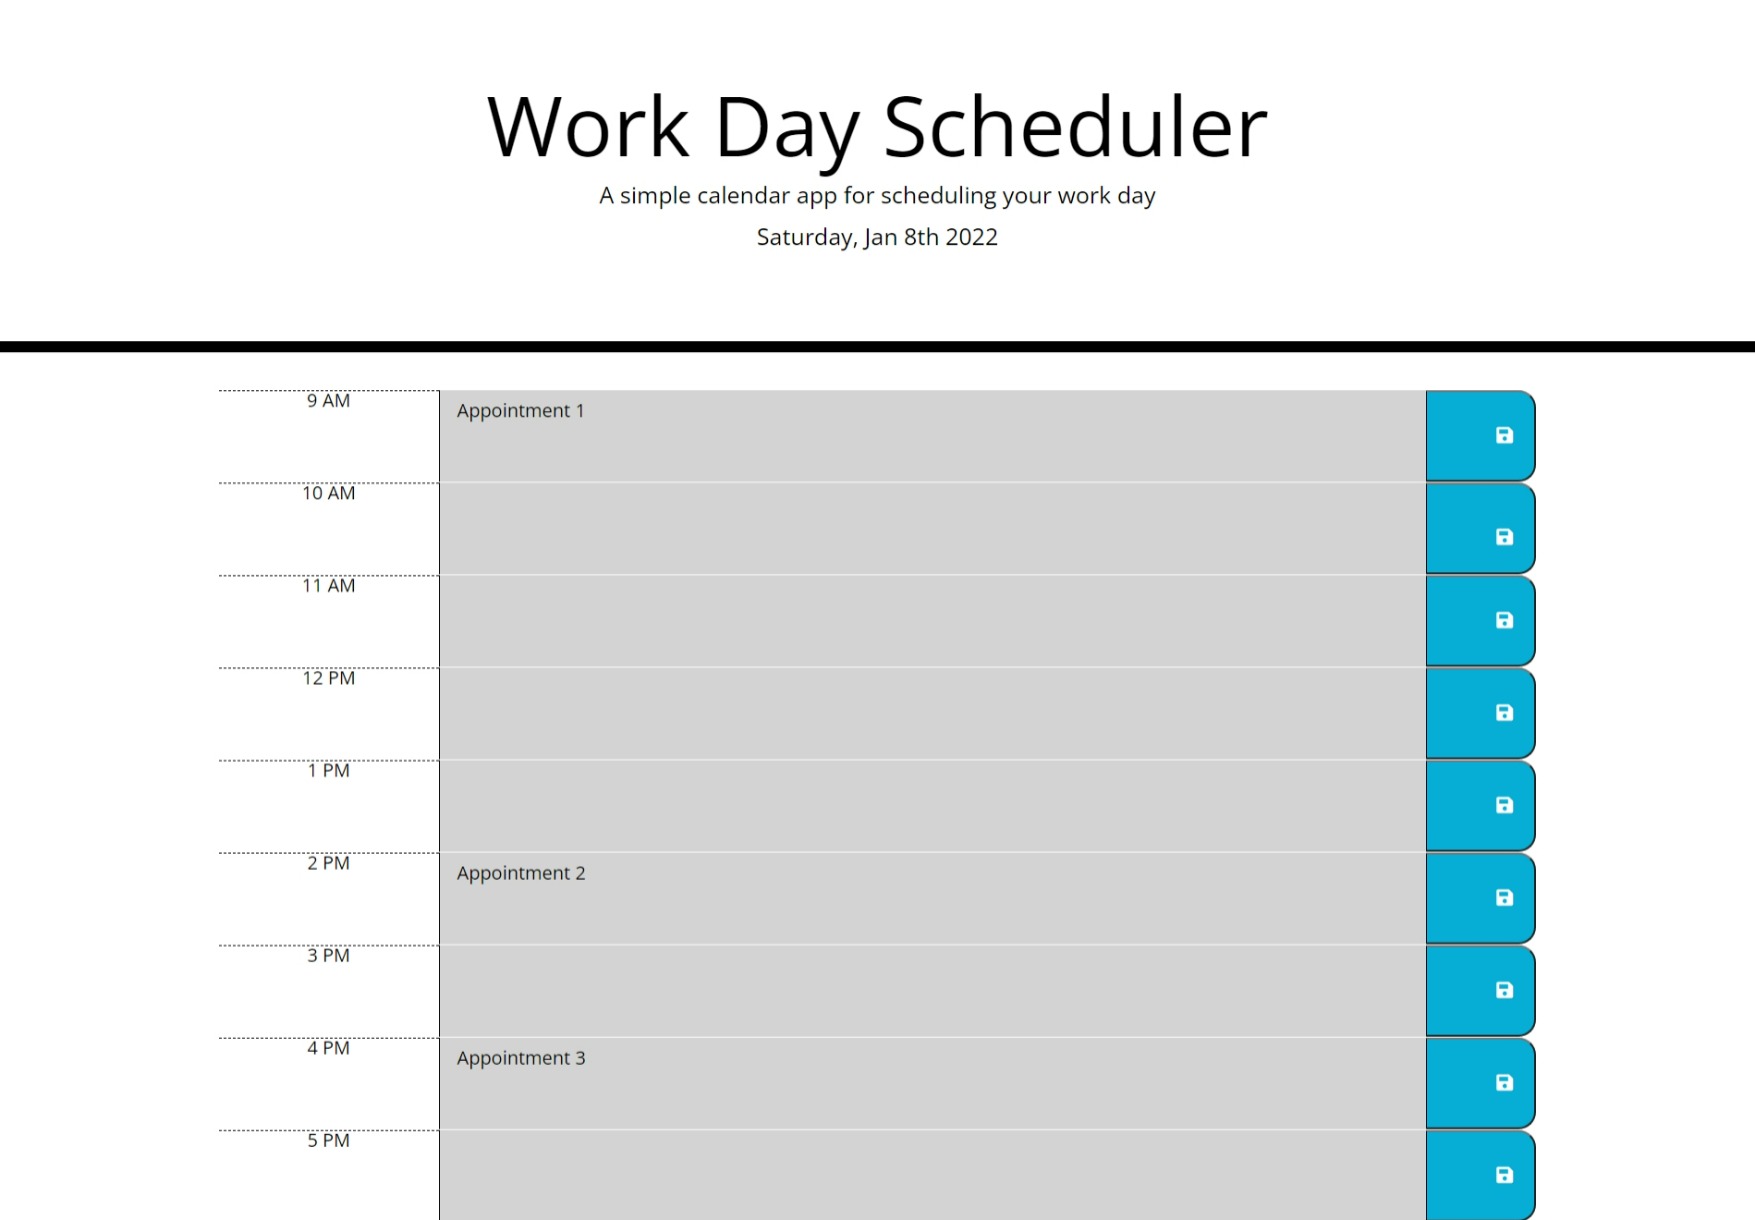 Work Day Scheduler
A simple calendar app for scheduling your work day
Saturday, Jan 8th 2022
9 AM
Appointment 1
10 AM
11 AM
12 PM
1 PM
2 PM
Appointment 2
3 PM
4 PM
Appointment 3
5 PM